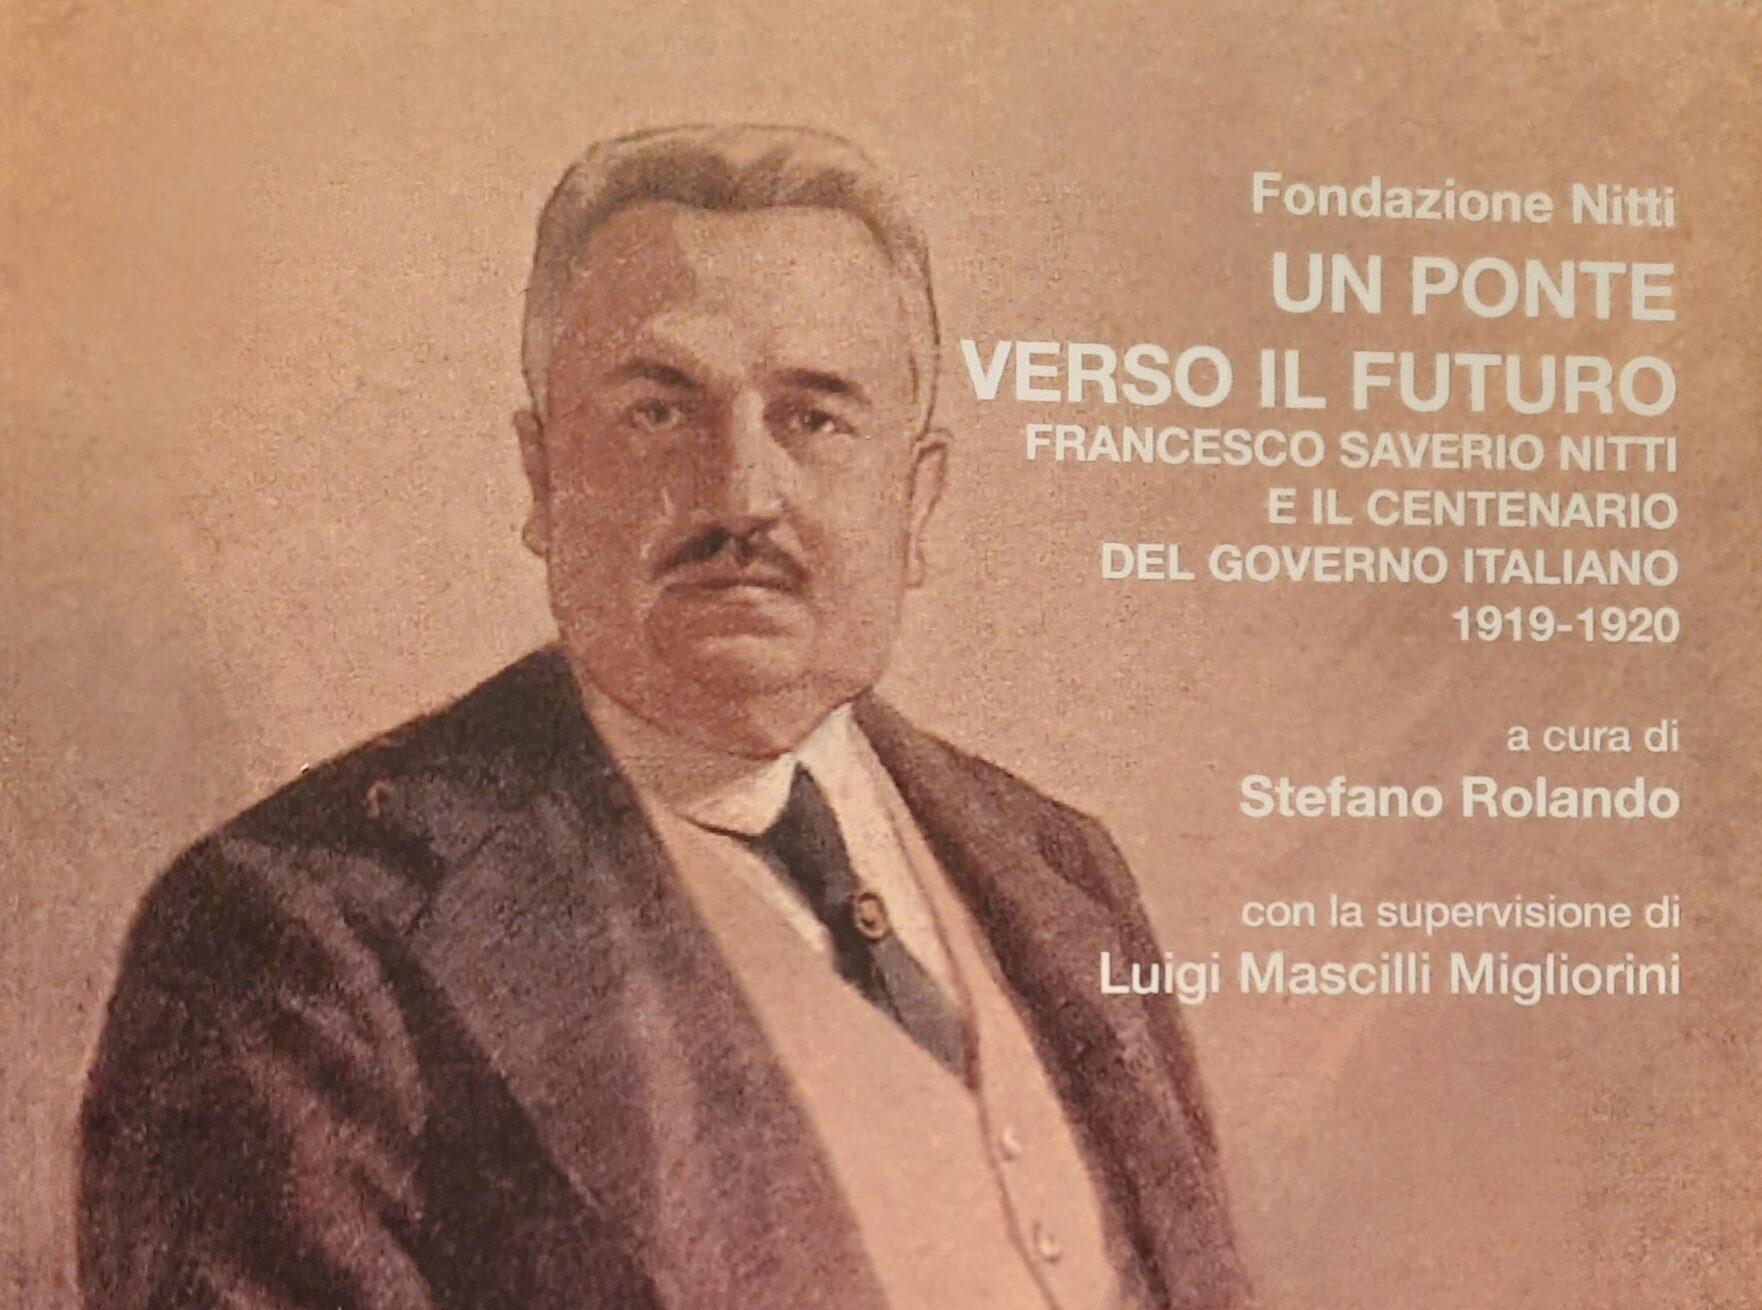 Fondazione Nitti
UN PONTE
VERSO IL FUTURO
FRANCESCO SAVERIO NITTI
E IL CENTENARIO
DEL GOVERNO ITALIANO
1919-1920
a cura di
Stefano Rolando
con la supervisione di
Luigi Mascilli Migliorini